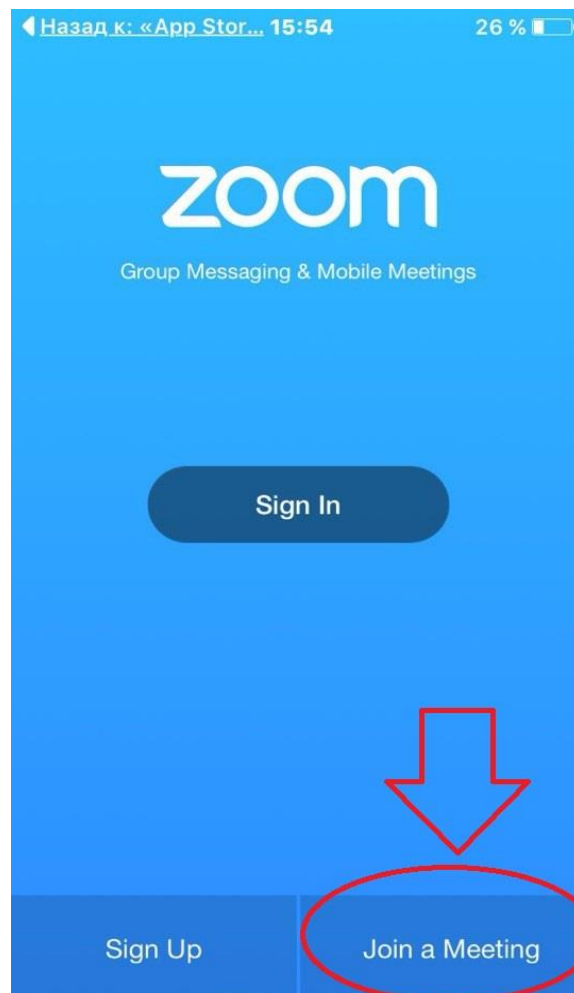 Назад к: «App Stor... 15:54 26 %
zoom
Group Messaging & Mobile Meetings
Sign In
Sign Up Join a Meeting